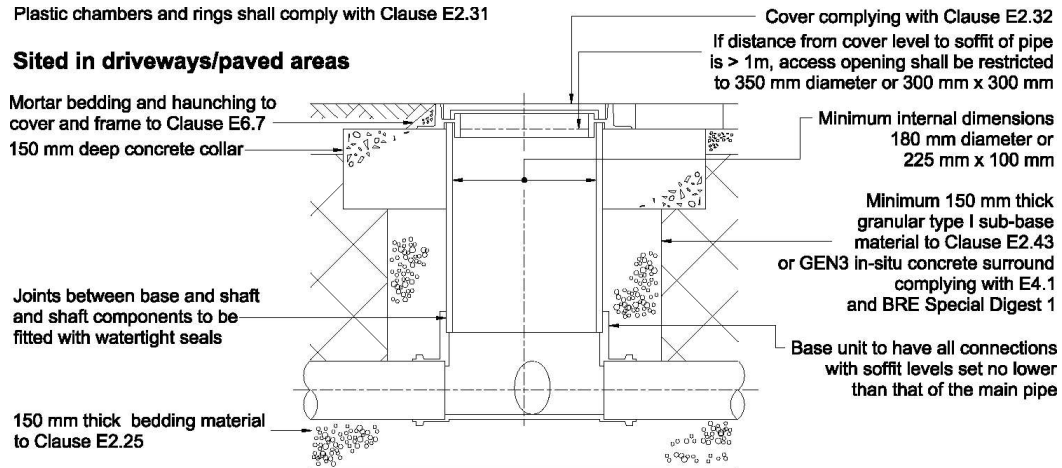 Plastic chambers and rings shall comply with Clause E2.31
Sited in driveways/paved areas
Mortar bedding and haunching to
cover and frame to Clause E6.7
150 mm deep concrete collar
Joints between base and shaft
and shaft components to be
fitted with watertight seals
150 mm thick bedding material
to Clause E2.25
Cover complying with Clause E2.32
If distance from cover level to soffit of pipe
is > 1m, access opening shall be restricted
to 350 mm diameter or 300 mm x 300 mm
Minimum internal dimensions
180 mm diameter or
225 mm x 100 mm
Minimum 150 mm thick
granular type I sub-base
material to Clause E2.43
or GEN3 in-situ concrete surround
complying with E4.1
and BRE Special Digest 1
Base unit to have all connections
with soffit levels set no lower
than that of the main pipe